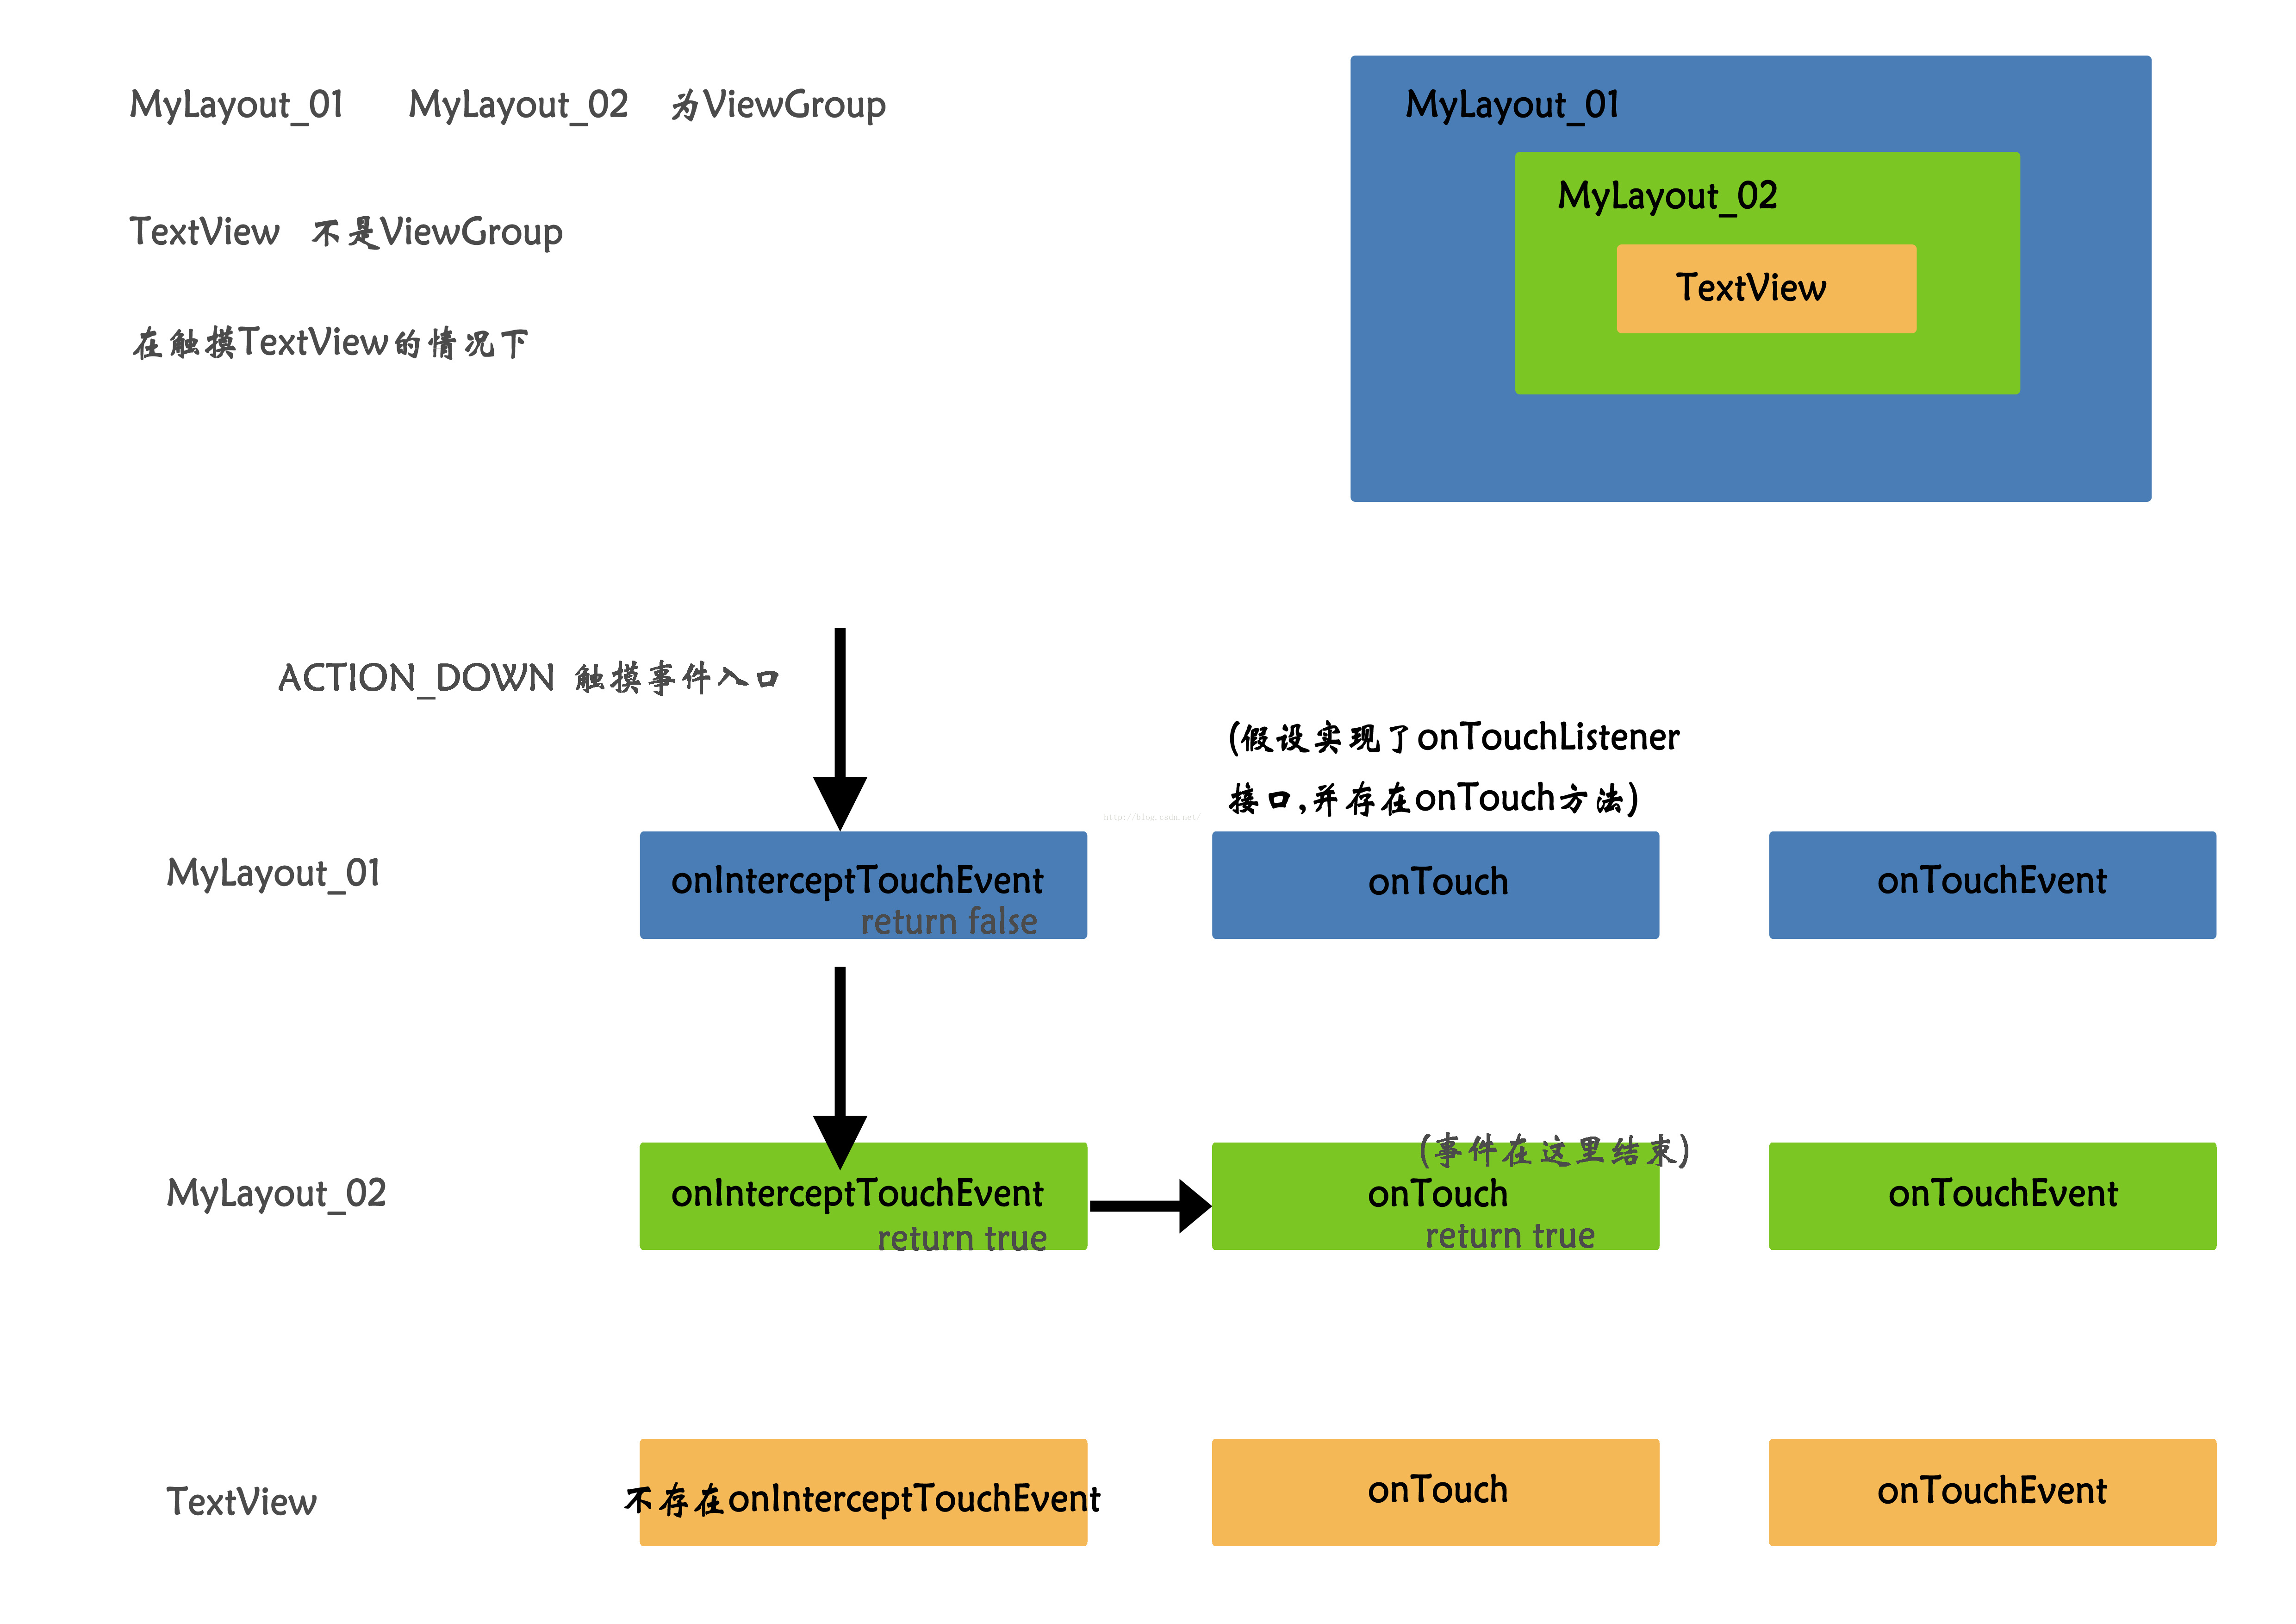 MyLayout_01 MyLayout_02 为ViewGroup
TextView 不是ViewGroup
在触摸TextView的情况下
MyLayout_01
MyLayout_02
TextView
ACTION_DOWN 触摸事件入口
(假设实现了onTouchListener
接口,并存在onTouch方法)
http://blog.csdn.net/
MyLayout_01
onInterceptTouchEvent
return false
onTouch
onTouchEvent
MyLayout_02
onInterceptTouchEvent
return true
(事件在这里结束)
onTouch
return true
onTouchEvent
TextView
不存在onInterceptTouchEvent
onTouch
onTouchEvent